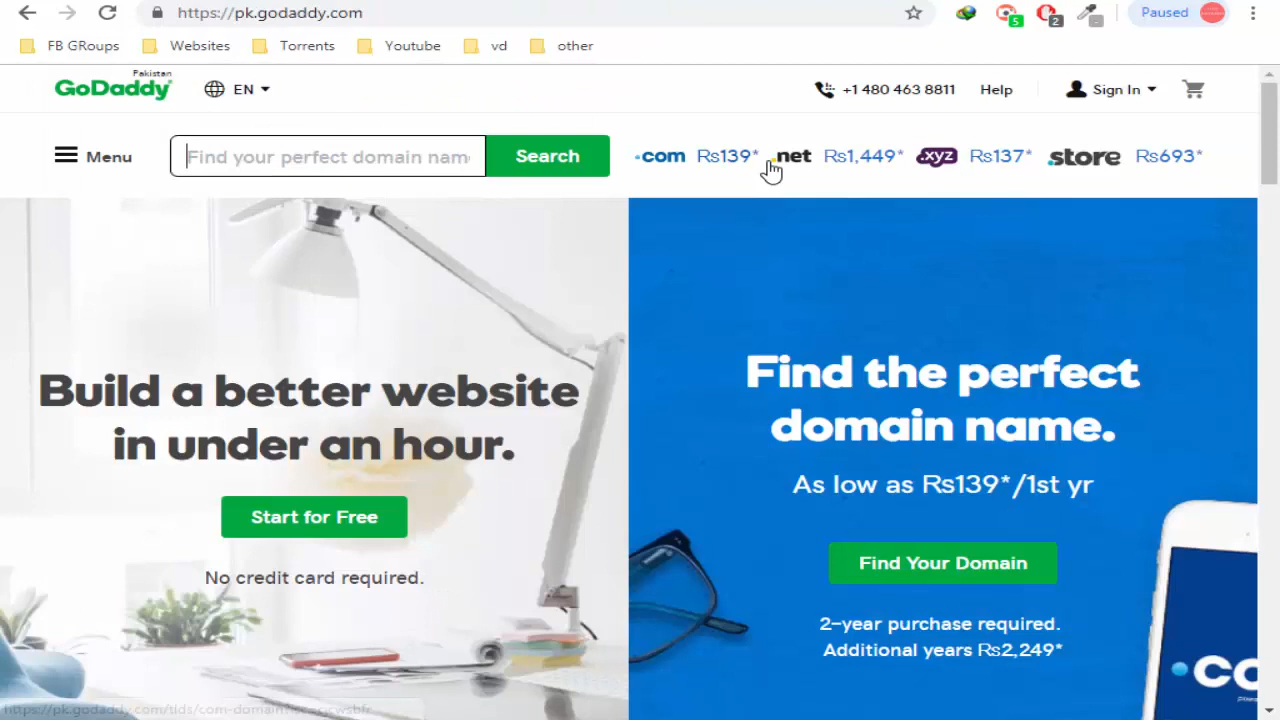 https://pk.godaddy.com
5
2
Paused
FB GRoups Websites Torrents Youtube vd other
Pakistan
GoDaddy EN +1 480 463 8811 Help Sign In
Menu Find your perfect domain nam Search .com Rs139* .net Rs1,449* .xyz Rs137* .store Rs693*
Build a better website
in under an hour.
Start for Free
No credit card required.
Find the perfect
domain name.
As low as Rs139*/1st yr
Find Your Domain
2-year purchase required.
Additional years Rs2,249*
.co